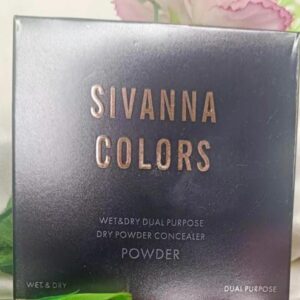 SIVANNA
COLORS
WET&DRY DUAL PURPOSE
DRY POWDER CONCEALER
POWDER
WET & DRY
DUAL PURPOSE